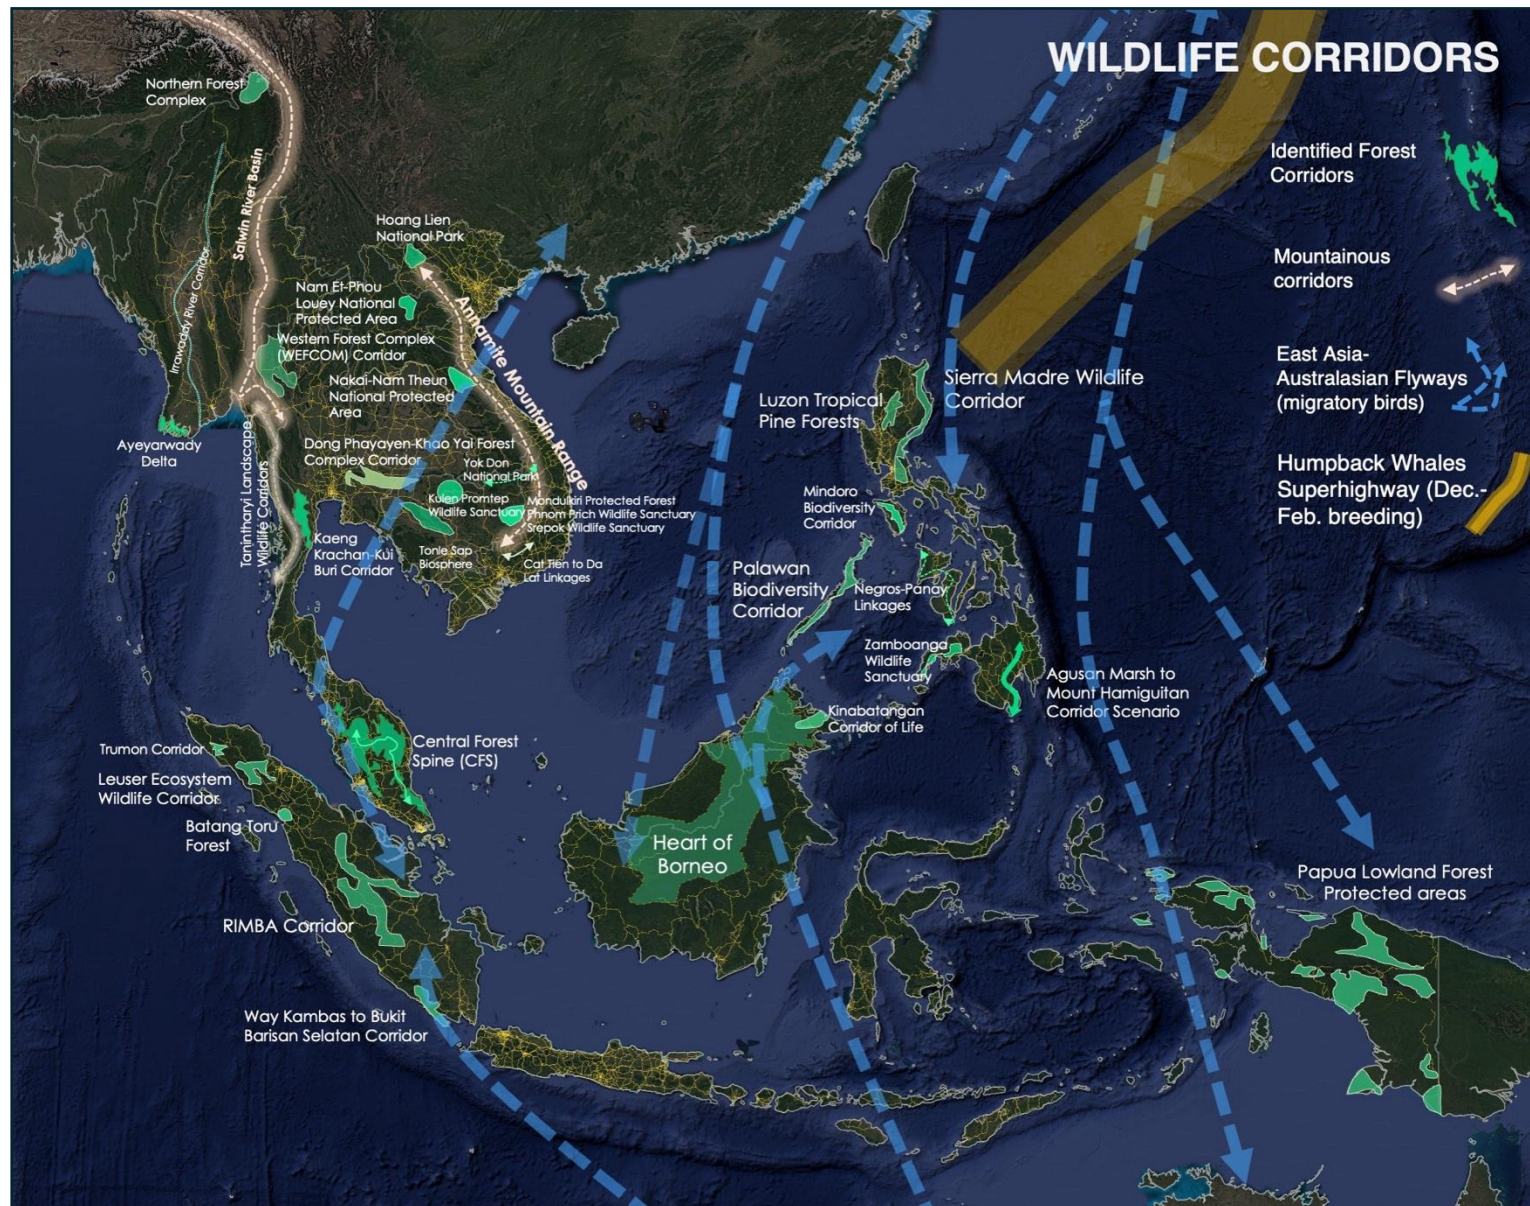 WILDLIFE CORRIDORS
Identified Forest
Corridors
Mountainous
corridors
East Asia-
Australasian Flyways
(migratory birds)
Humpback Whales
Superhighway (Dec.-
Feb. breeding)
Northern Forest
Complex
Salwin River Basin
Irrawaddy River Corridor
Hoang Lien
National Park
Nam Et-Phou
Louey National
Protected Area
Annamite Mountain Range
Western Forest Complex
(WEFCOM) Corridor
Nakai-Nam Theun
National Protected
Area
Ayeyarwady
Delta
Tanintharyi Landscape
Wildlife Corridors
Dong Phayayen-Khao Yai Forest
Complex Corridor
Yok Don
National Park
Kulen Promtep
Wildlife Sanctuary
Mondulkiri Protected Forest
Phnom Prich Wildlife Sanctuary
Srepok Wildlife Sanctuary
Kaeng
Krachan-Kui
Buri Corridor
Tonle Sap
Biosphere
Cat Tien to Da
Lat Linkages
Luzon Tropical
Pine Forests
Sierra Madre Wildlife
Corridor
Mindoro
Biodiversity
Corridor
Palawan
Biodiversity
Corridor
Negros-Panay
Linkages
Zamboanga
Wildlife
Sanctuary
Agusan Marsh to
Mount Hamiguitan
Corridor Scenario
Kinabatangan
Corridor of Life
Central Forest
Spine (CFS)
Trumon Corridor
Leuser Ecosystem
Wildlife Corridor
Batang Toru
Forest
Heart of
Borneo
RIMBA Corridor
Way Kambas to Bukit
Barisan Selatan Corridor
Papua Lowland Forest
Protected areas